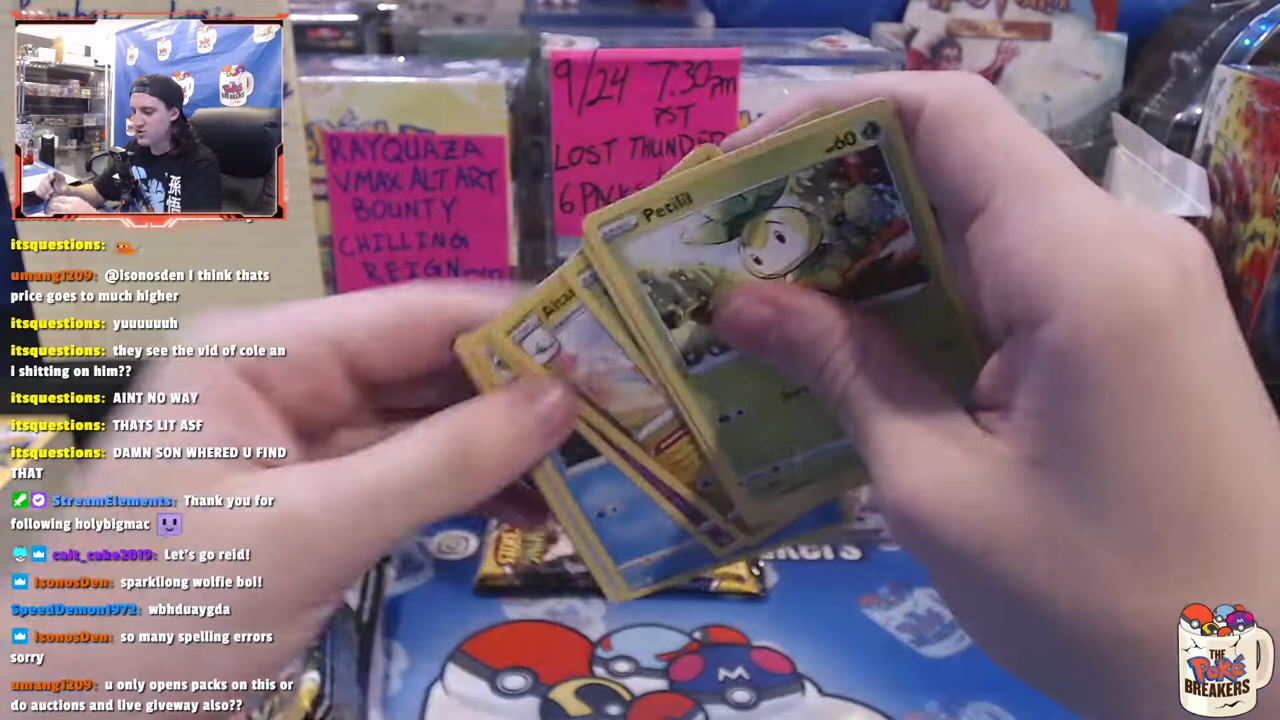 itsquestions:
umang1209: @isonosden I think thats
price goes to much higher
itsquestions: yuuuuuuh
itsquestions: they see the vid of cole an
i shitting on him??
itsquestions: AINT NO WAY
itsquestions: THATS LIT ASF
itsquestions: DAMN SON WHERED U FIND
THAT
StreamElements: Thank you for
following holybigmac
cait_cake2019: Let's go reid!
IsonosDen: sparkllong wolfie boi!
SpeedDemon1972: wbhduaygda
IsonosDen: so many spelling errors
sorry
umang1209: u only opens packs on this or
do auctions and live giveway also??
RAYQUAZA
VMAX ALT ART
BOUNTY
CHILLING
REIGN
9/24 7:30pm
PST
LOST THUNDER
6 PACKS
Petilil
60
THE
POKÉ
BREAKERS